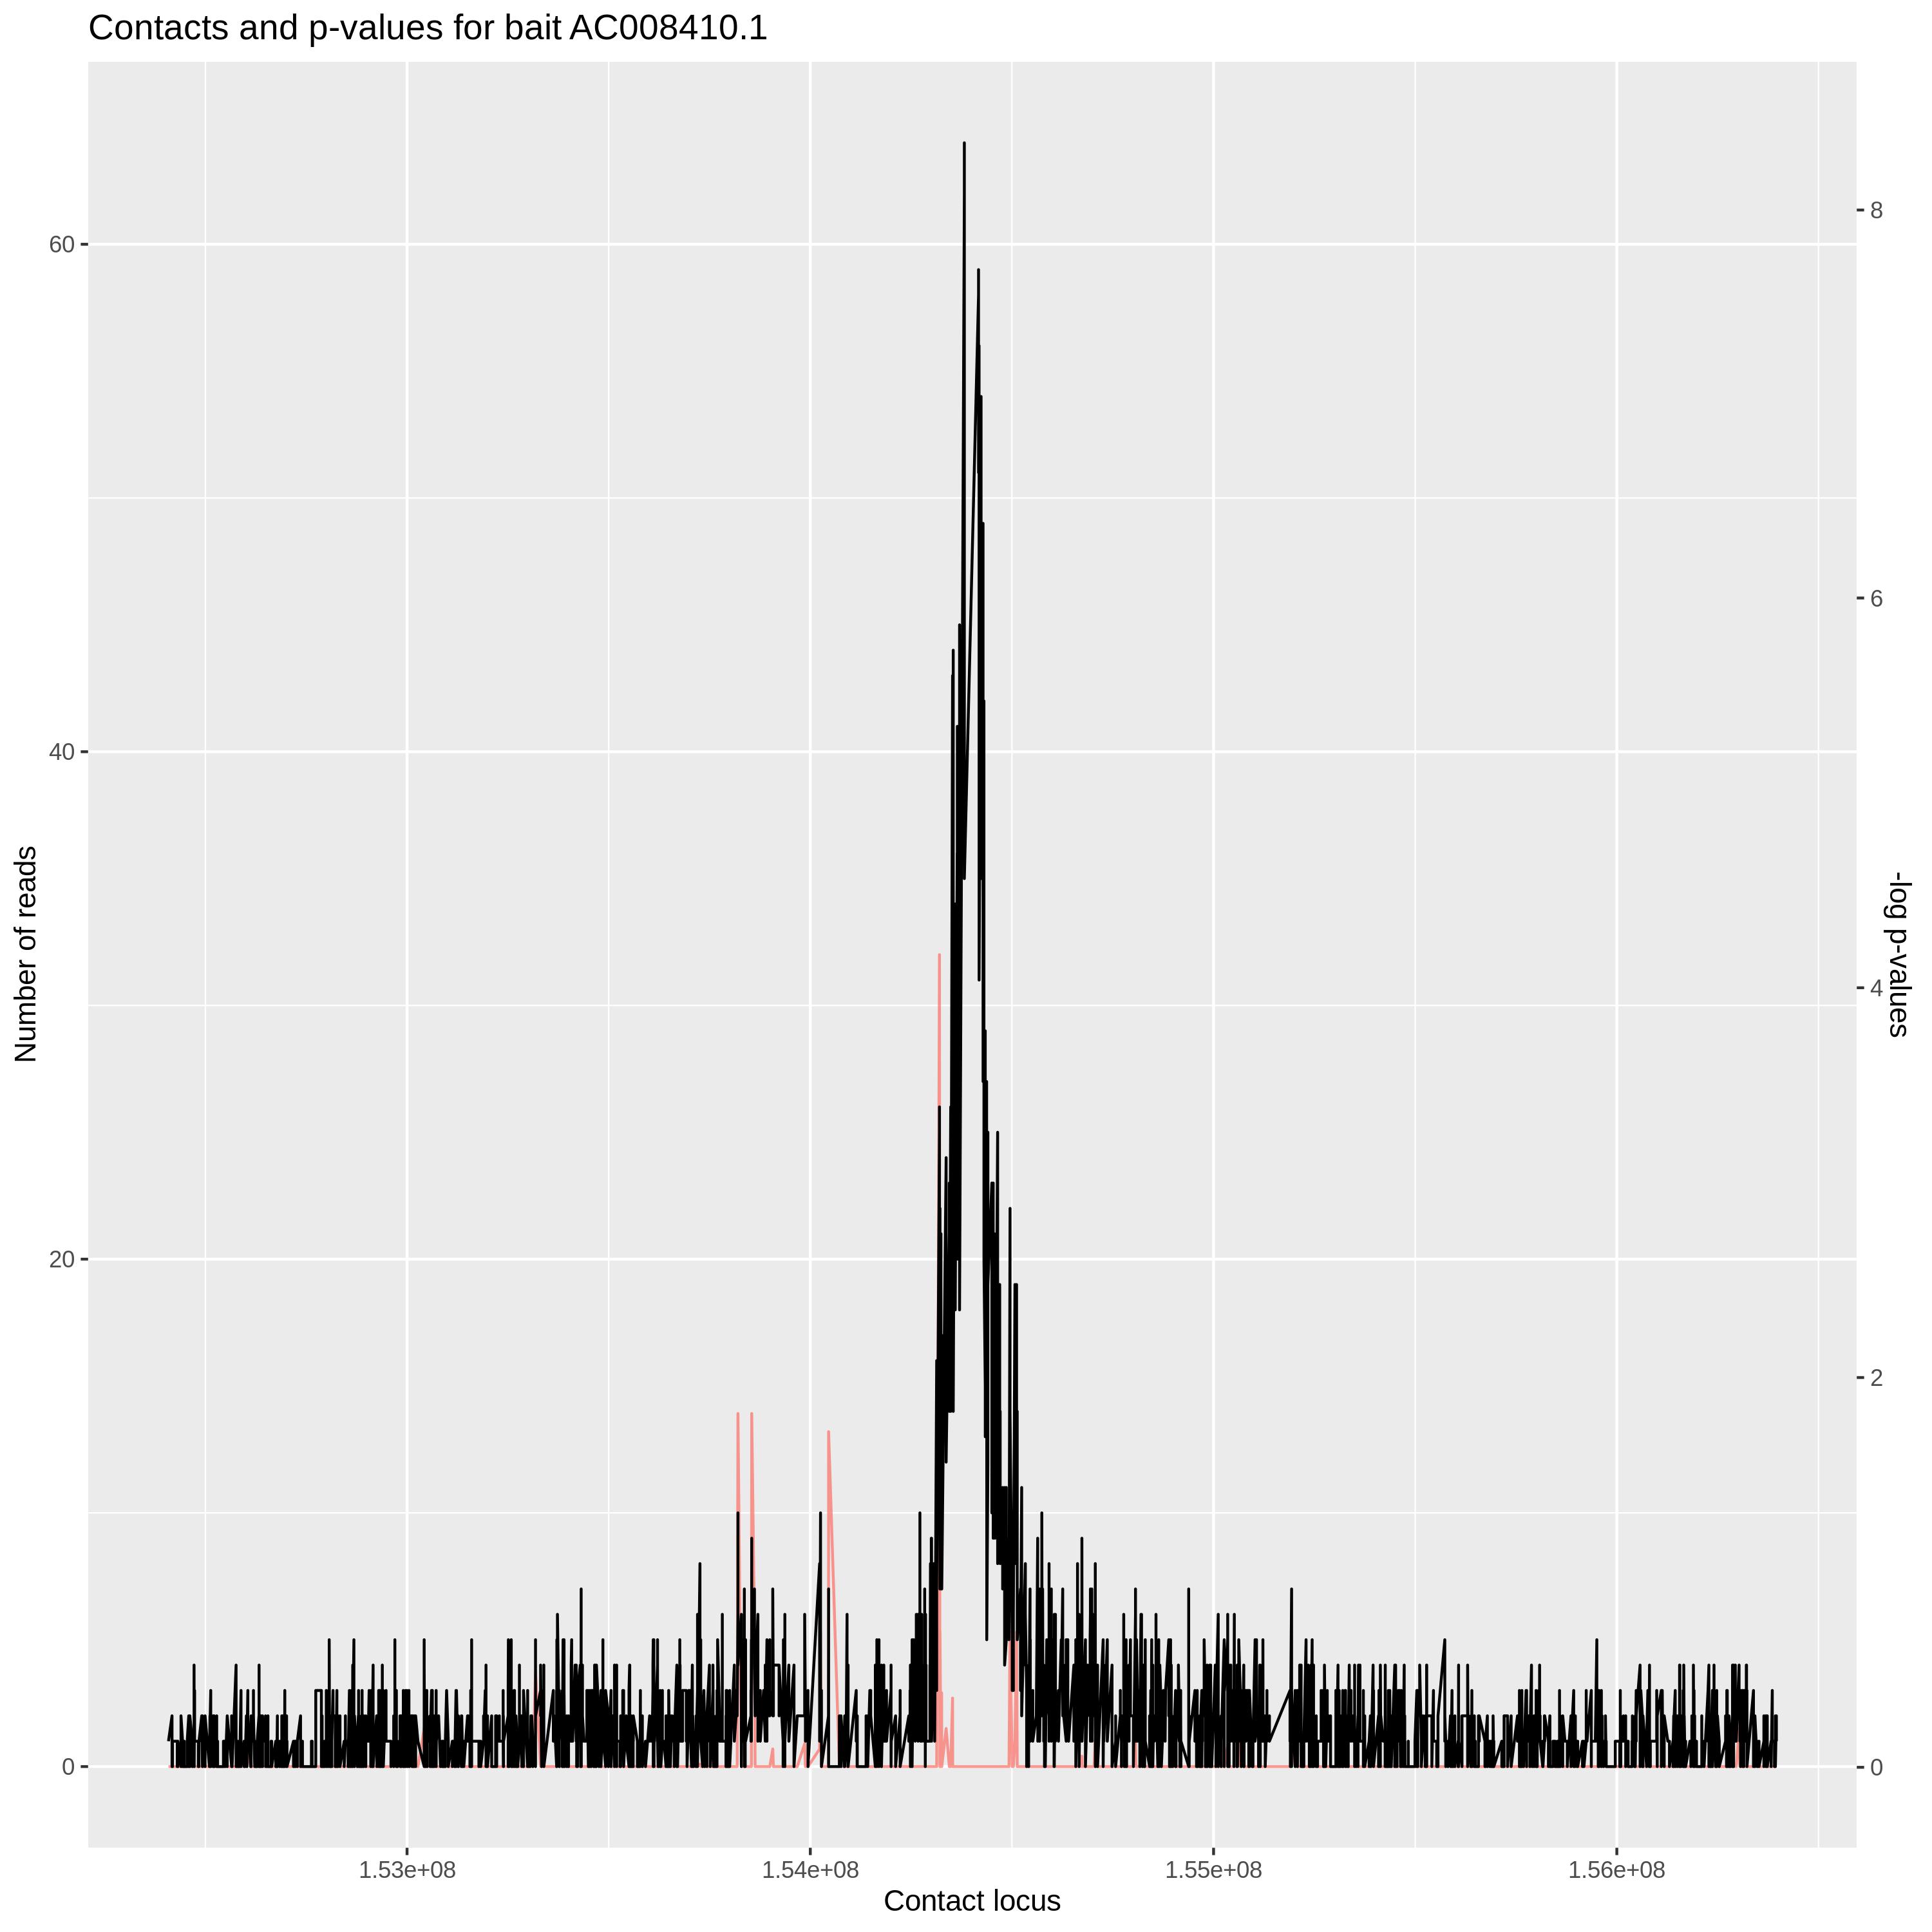 Contacts and p-values for bait AC008410.1
60
40
20
0
8
6
4
2
0
Number of reads
-log p-values
1.53e+08 1.54e+08 1.55e+08 1.56e+08
Contact locus